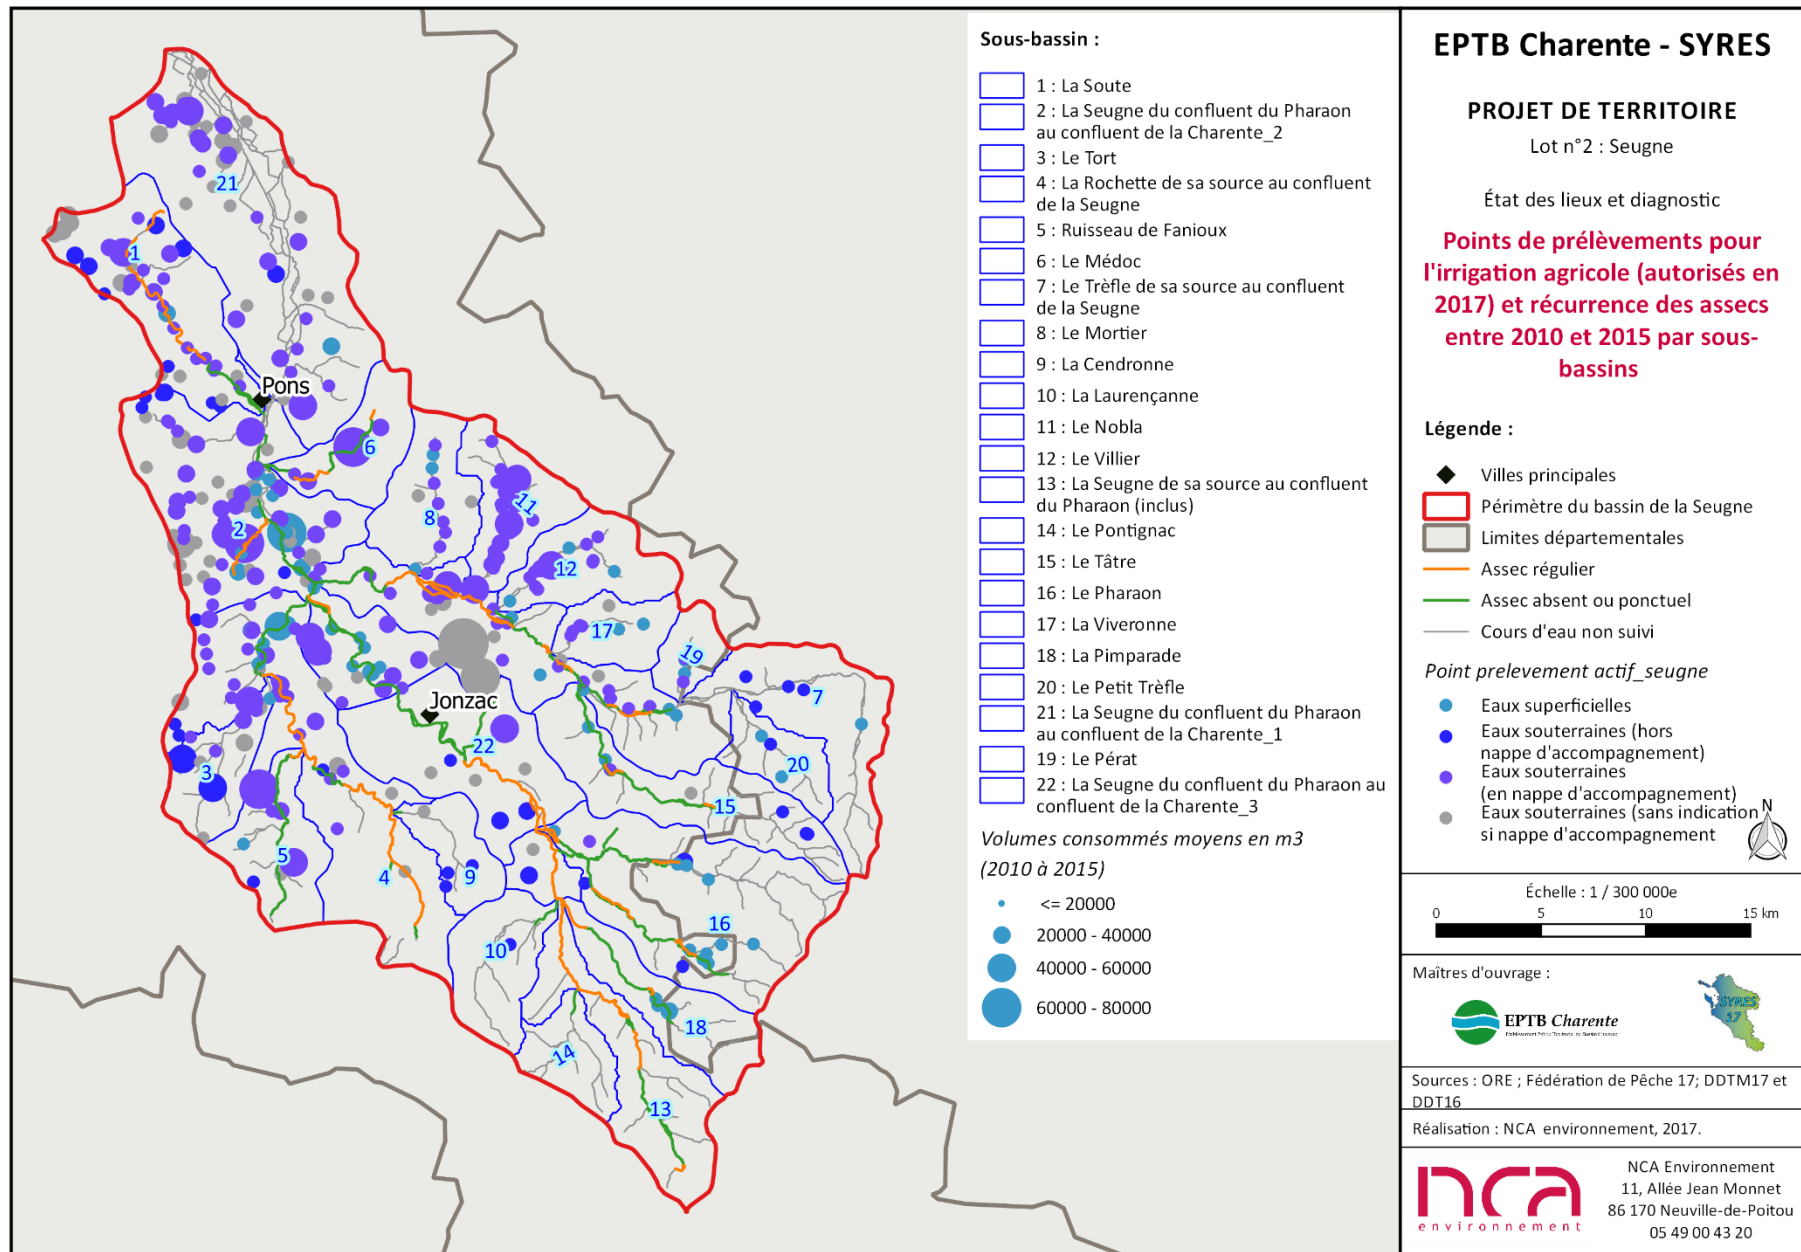 21
1
Pons
6
2
8
11
12
17
19
7
20
3
Jonzac
22
15
5
4
9
16
10
18
14
13
Sous-bassin :
1 : La Soute
2 : La Seugne du confluent du Pharaon
au confluent de la Charente_2
3 : Le Tort
4 : La Rochette de sa source au confluent
de la Seugne
5 : Ruisseau de Fanioux
6 : Le Médoc
7 : Le Trèfle de sa source au confluent
de la Seugne
8 : Le Mortier
9 : La Cendronne
10 : La Laurençanne
11 : Le Nobla
12 : Le Villier
13 : La Seugne de sa source au confluent
du Pharaon (inclus)
14 : Le Pontignac
15 : Le Tâtre
16 : Le Pharaon
17 : La Viveronne
18 : La Pimparade
20 : Le Petit Trèfle
21 : La Seugne du confluent du Pharaon
au confluent de la Charente_1
19 : Le Pérat
22 : La Seugne du confluent du Pharaon au
confluent de la Charente_3
Volumes consommés moyens en m3
(2010 à 2015)
<= 20000
20000 - 40000
40000 - 60000
60000 - 80000
EPTB Charente - SYRES
PROJET DE TERRITOIRE
Lot n°2 : Seugne
État des lieux et diagnostic
Points de prélèvements pour
l'irrigation agricole (autorisés en
2017) et récurrence des assecs
entre 2010 et 2015 par sous-
bassins
Légende :
Villes principales
Périmètre du bassin de la Seugne
Limites départementales
Assec régulier
Assec absent ou ponctuel
Cours d'eau non suivi
Point prelevement actif_seugne
Eaux superficielles
Eaux souterraines (hors
nappe d'accompagnement)
Eaux souterraines
(en nappe d'accompagnement)
Eaux souterraines (sans indication
si nappe d'accompagnement
N
Échelle : 1 / 300 000e
0 5 10 15 km
Maîtres d'ouvrage :
EPTB Charente
SYRES
17
Sources : ORE ; Fédération de Pêche 17; DDTM17 et
DDT16
Réalisation : NCA environnement, 2017.
nca
environnement
NCA Environnement
11, Allée Jean Monnet
86 170 Neuville-de-Poitou
05 49 00 43 20